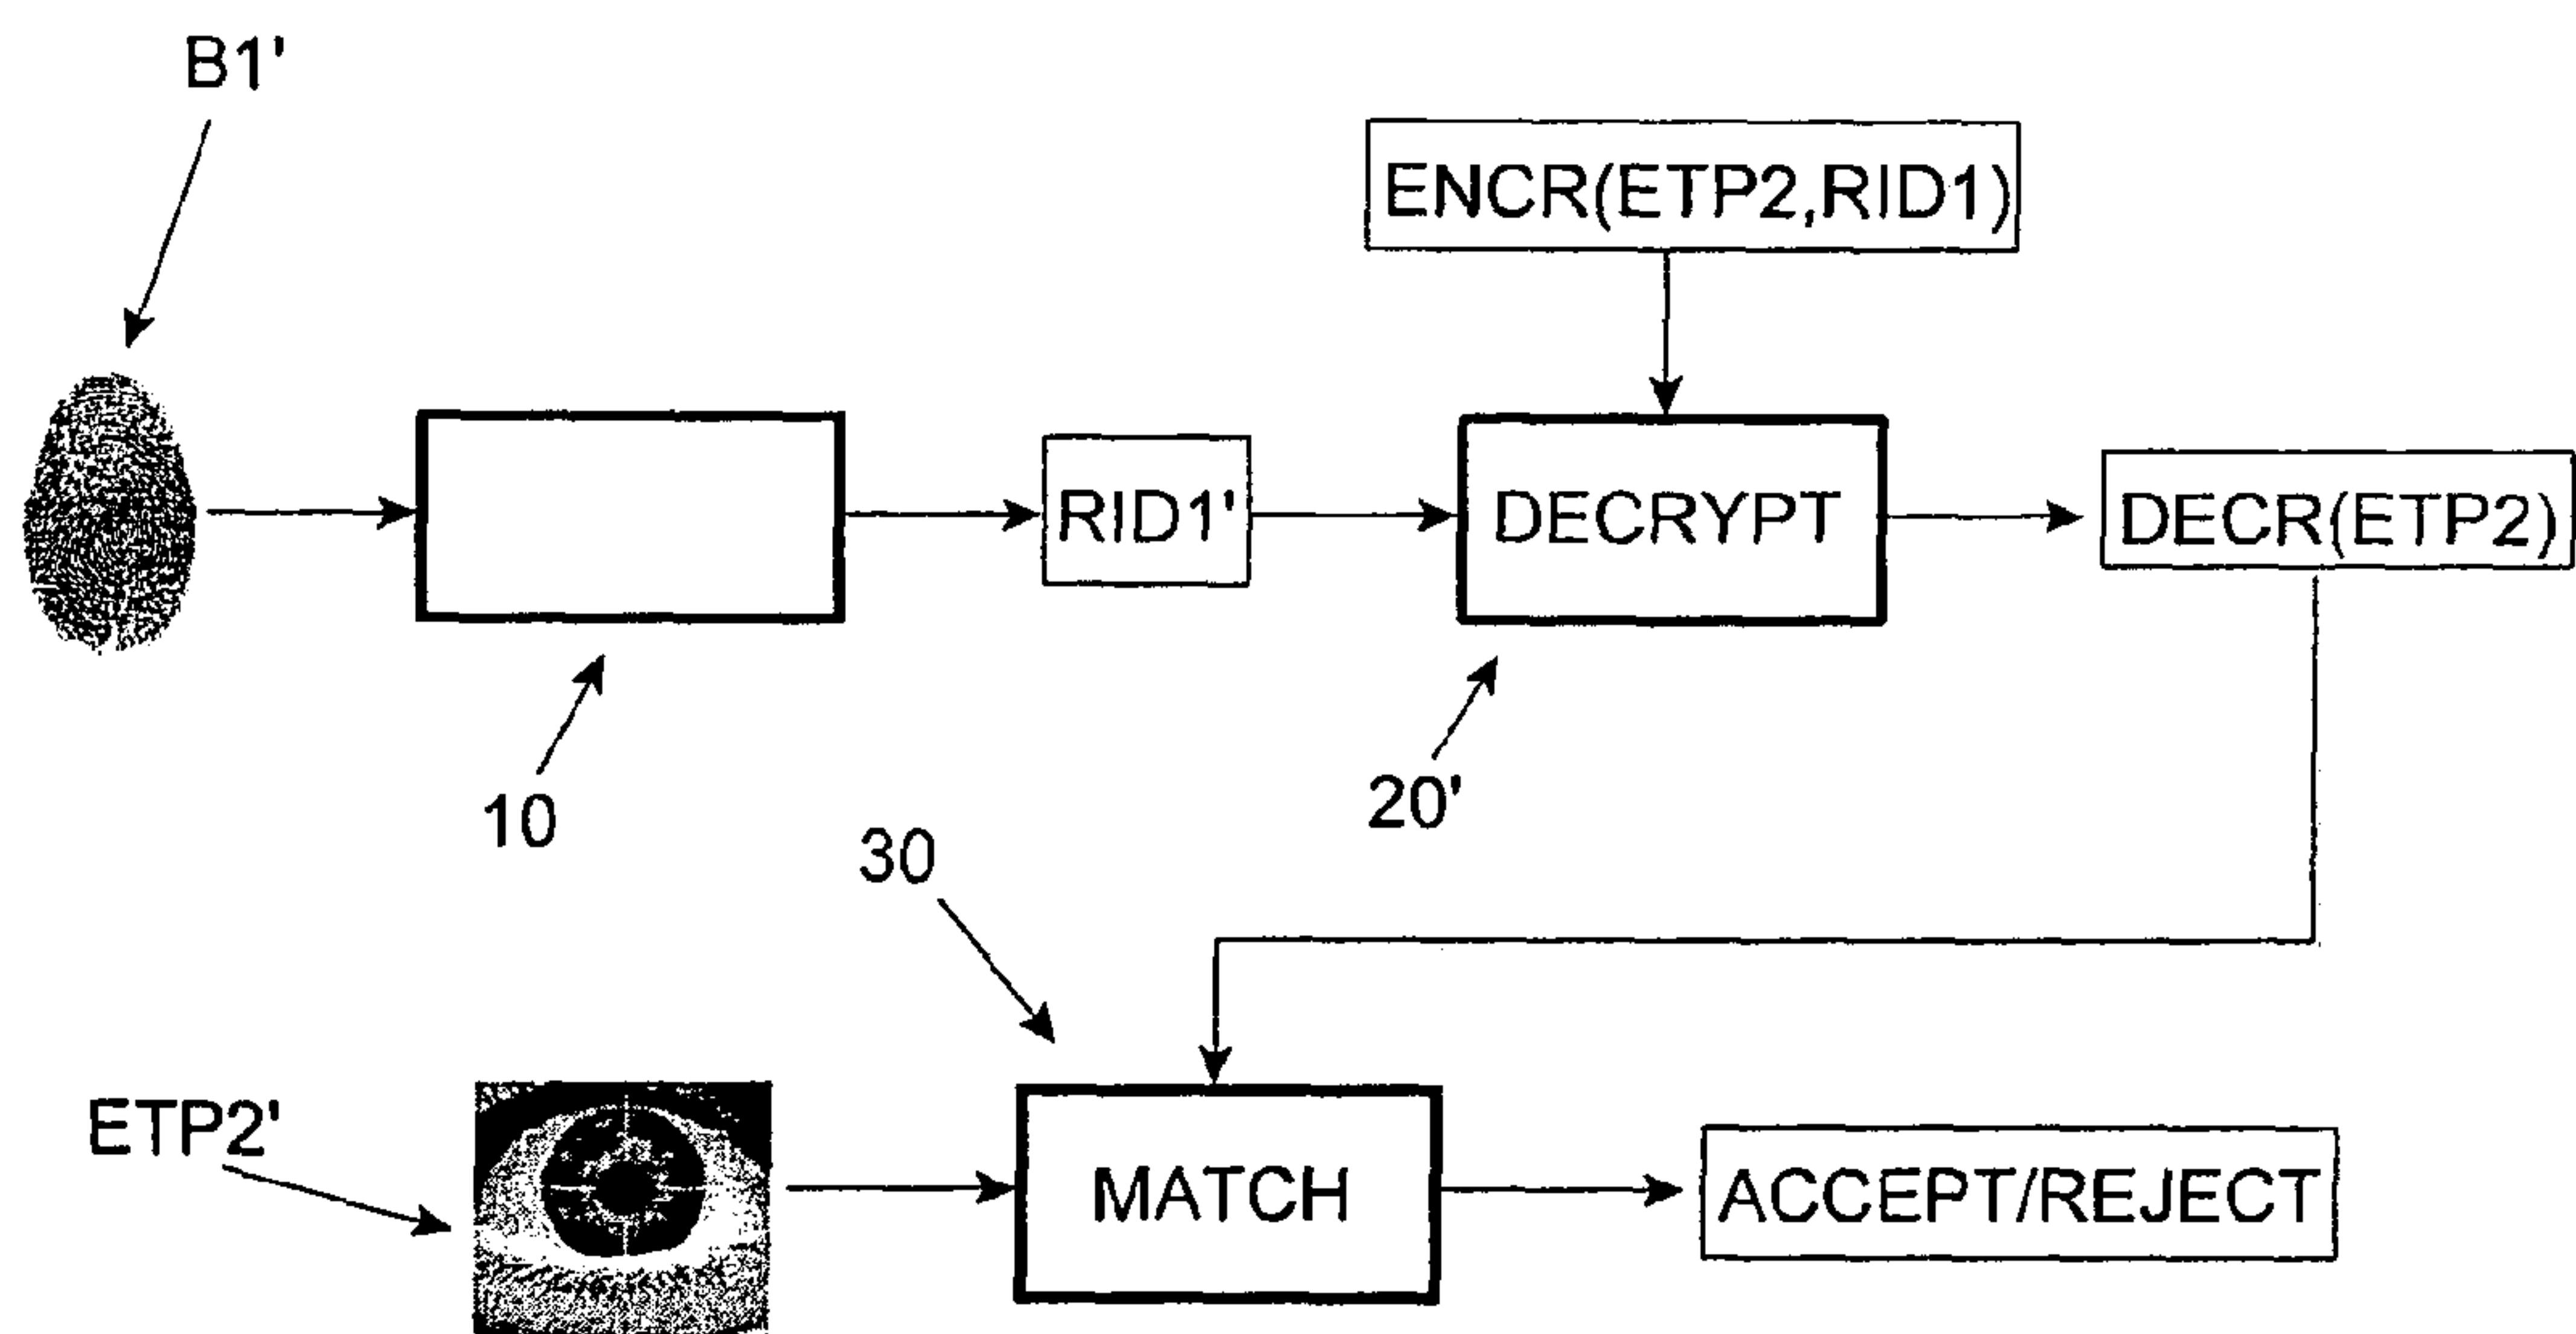 B1'
ENCR(ETP2,RID1)
RID1'
DECRYPT
DECR(ETP2)
10
20'
30
ETP2'
MATCH
ACCEPT/REJECT